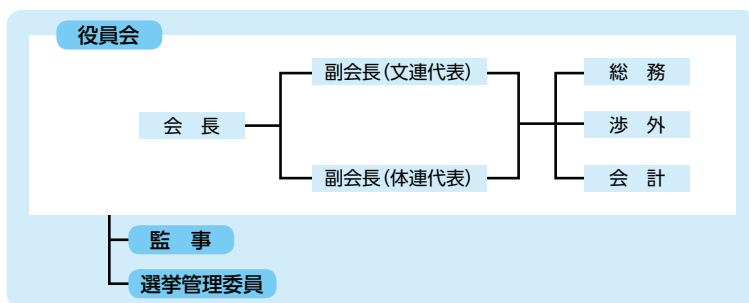 役員会
会　長
副会長（文連代表）
副会長（体連代表）
総　務
渉　外
会　計
監　事
選挙管理委員